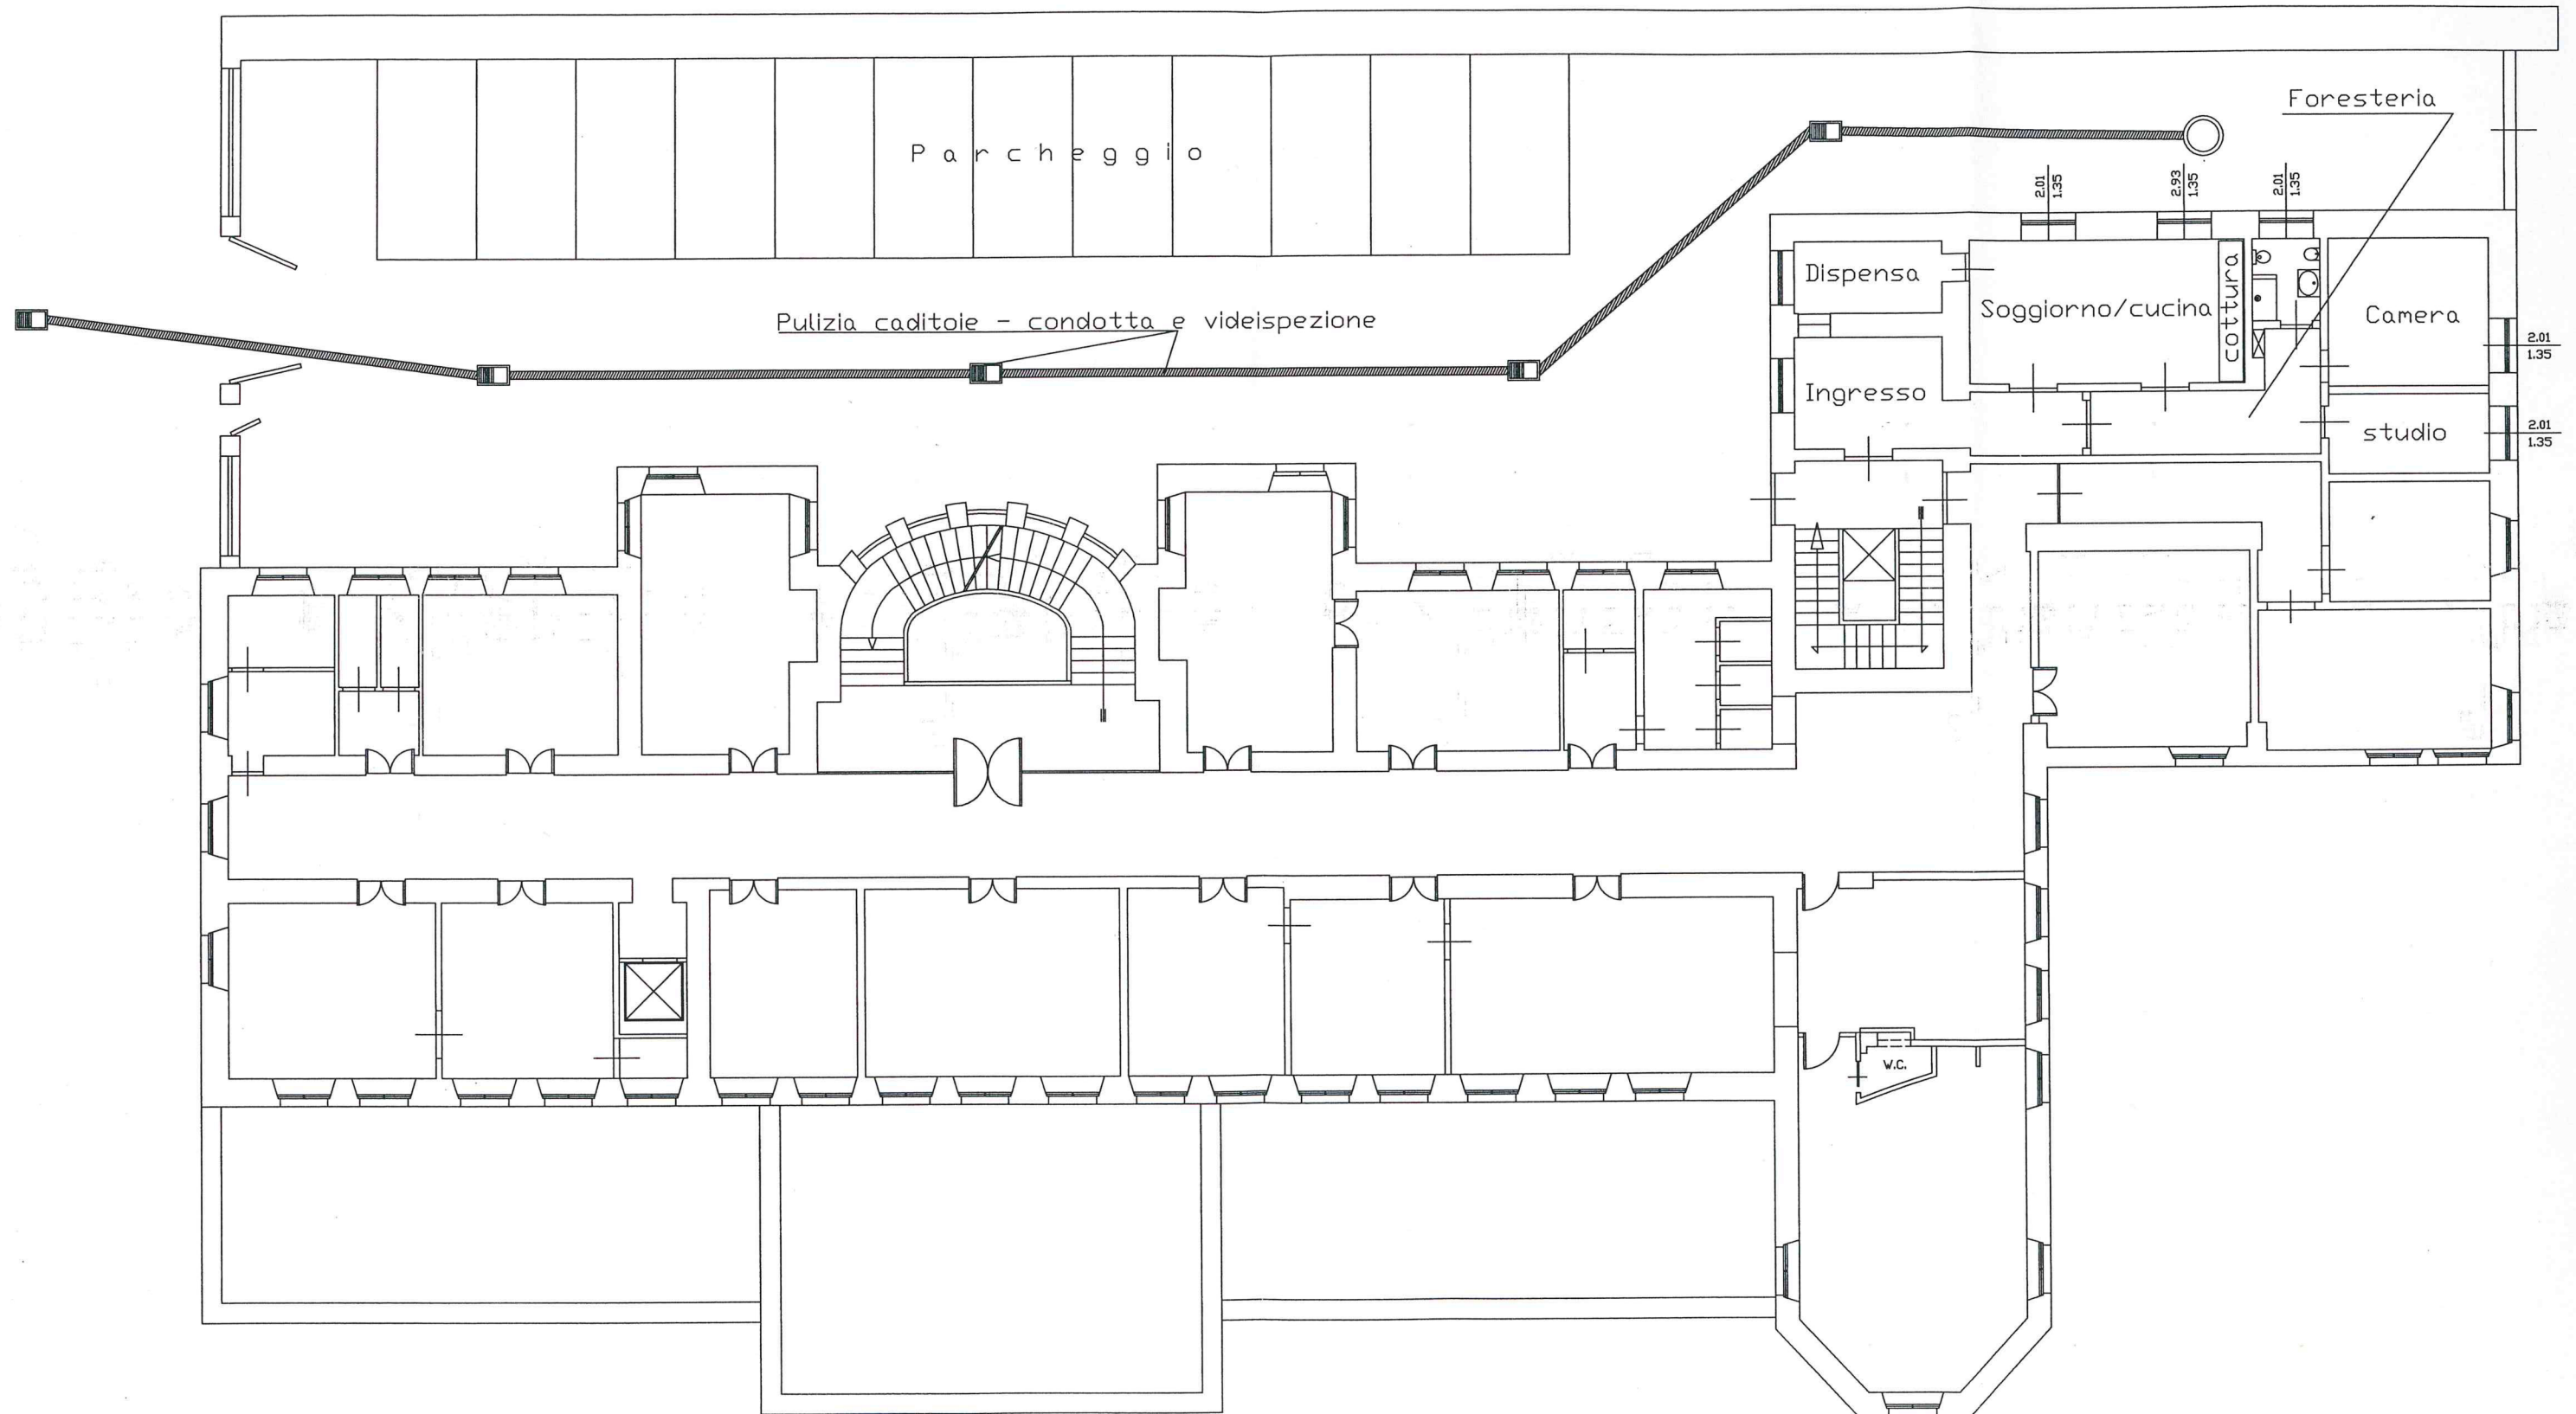 Foresteria
Parcheggio
2.01
1.35
2.93
1.35
2.01
1.35
Dispensa
Soggiorno/cucina
cottura
Camera
Pulizia caditoie - condotta e videispezione
2.01
1.35
Ingresso
studio
2.01
1.35
W.C.